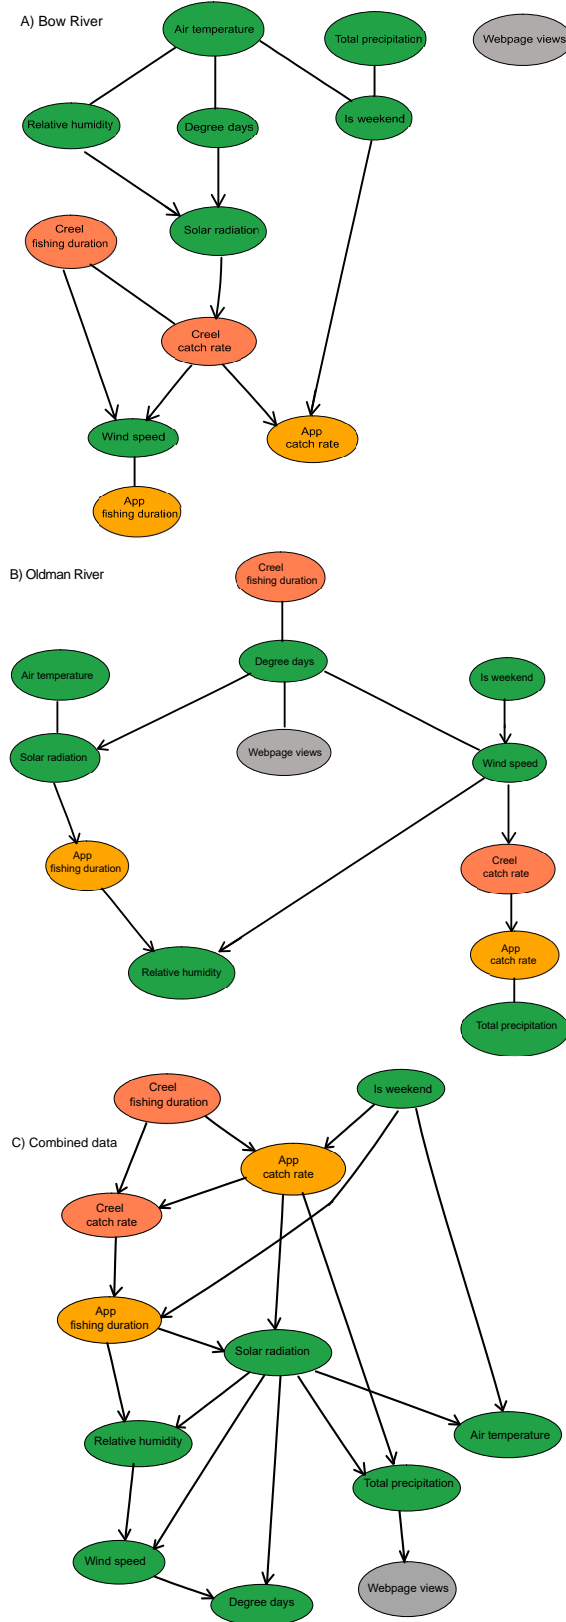 A) Bow River
Air temperature
Total precipitation
Webpage views
Relative humidity
Degree days
Is weekend
Creel
fishing duration
Solar radiation
Creel
catch rate
Wind speed
App
catch rate
App
fishing duration
B) Oldman River
Creel
fishing duration
Air temperature
Degree days
Is weekend
Solar radiation
Webpage views
Wind speed
App
fishing duration
Creel
catch rate
Relative humidity
App
catch rate
Total precipitation
C) Combined data
Creel
fishing duration
Is weekend
App
catch rate
Creel
catch rate
App
fishing duration
Solar radiation
Relative humidity
Air temperature
Total precipitation
Wind speed
Webpage views
Degree days